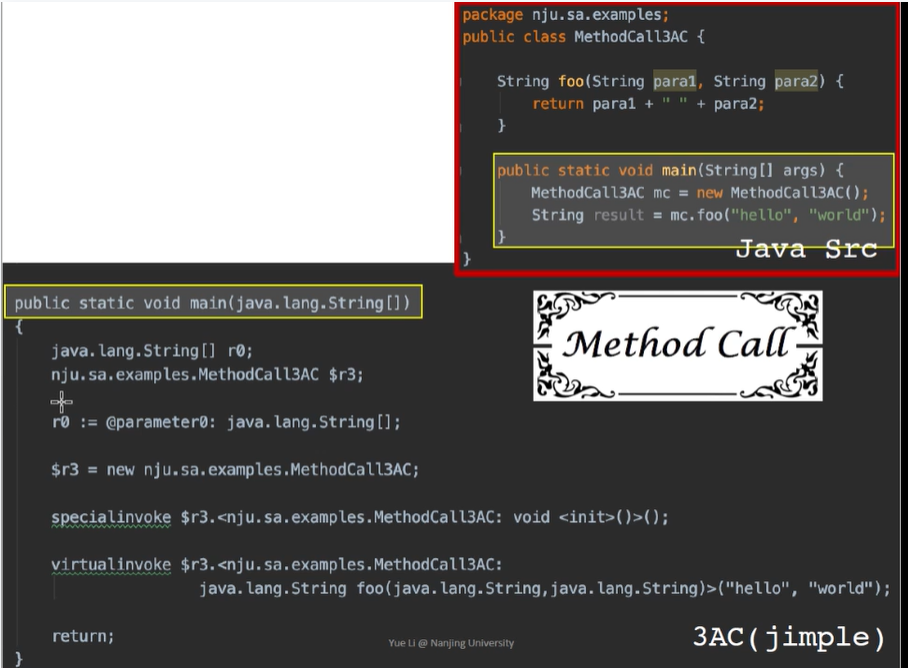 package nju.sa.examples;
public class MethodCall3AC {
String foo(String para1, String para2) {
return para1 + " " + para2;
}
public static void main(String[] args) {
MethodCall3AC mc = new MethodCall3AC();
String result = mc.foo("hello", "world");
}
}
Java Src
Method Call
public static void main(java.lang.String[])
{
java.lang.String[] r0;
nju.sa.examples.MethodCall3AC $r3;
r0 := @parameter0: java.lang.String[];
$r3 = new nju.sa.examples.MethodCall3AC;
specialinvoke $r3.<nju.sa.examples.MethodCall3AC: void <init>()>();
virtualinvoke $r3.<nju.sa.examples.MethodCall3AC:
java.lang.String foo(java.lang.String,java.lang.String)>("hello", "world");
return;
}
Yue Li @ Nanjing University
3AC(jimple)